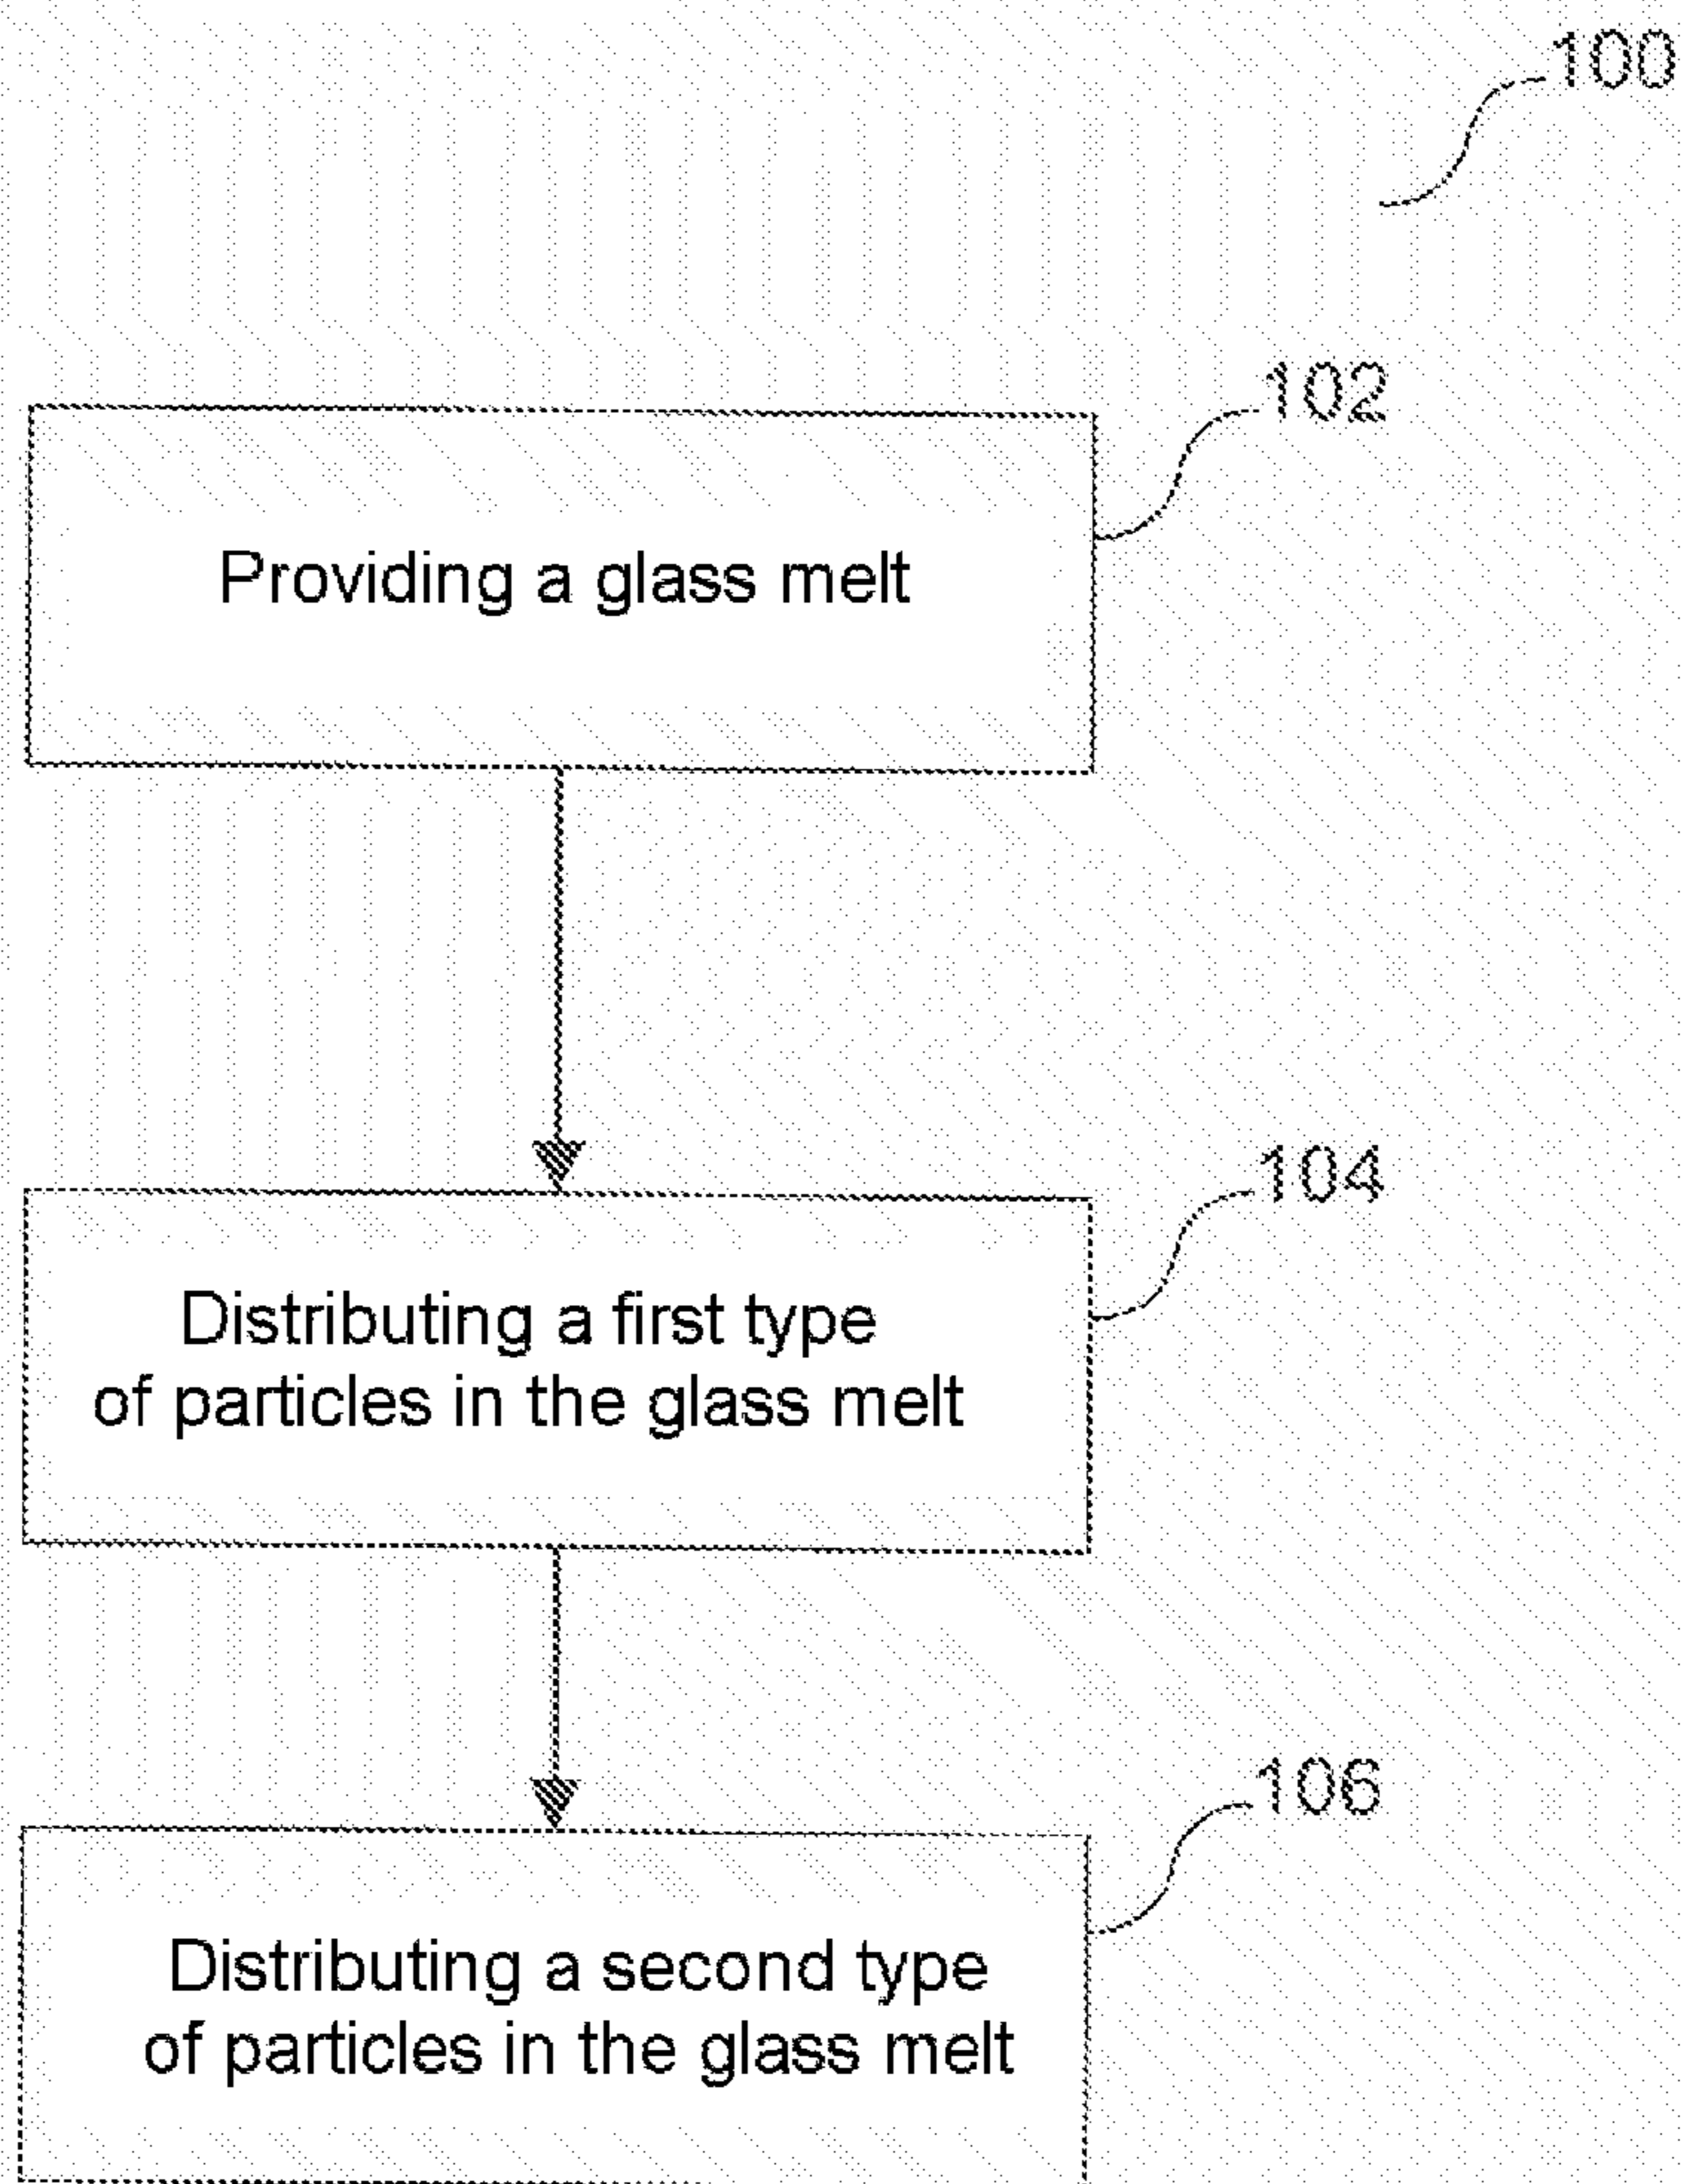 100
102
Providing a glass melt
104
Distributing a first type
of particles in the glass melt
106
Distributing a second type
of particles in the glass melt